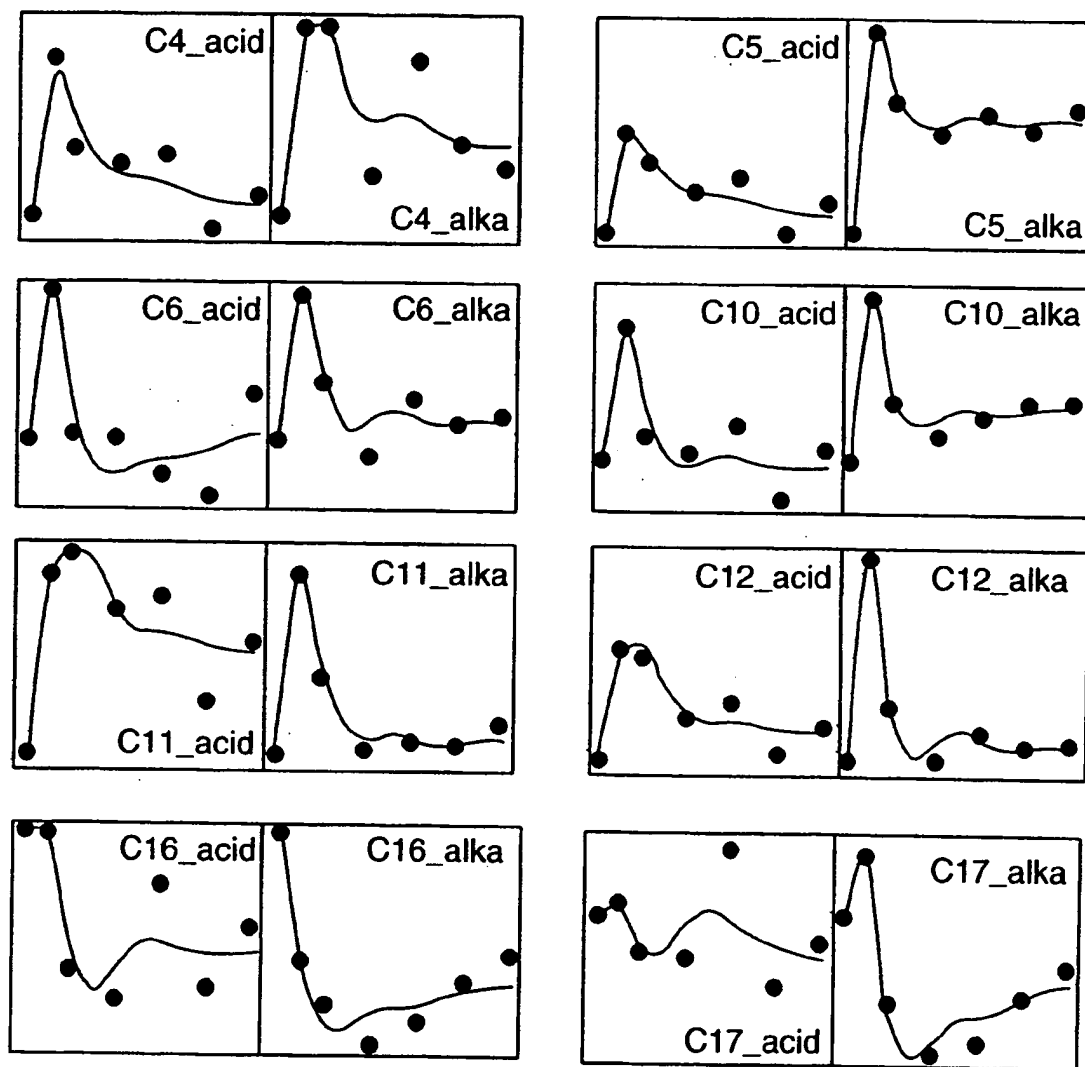 C4_acid
C4_alka
C5_acid
C5_alka
C6_acid
C6_alka
C10_acid
C10_alka
C11_acid
C11_alka
C12_acid
C12_alka
C16_acid
C16_alka
C17_acid
C17_alka